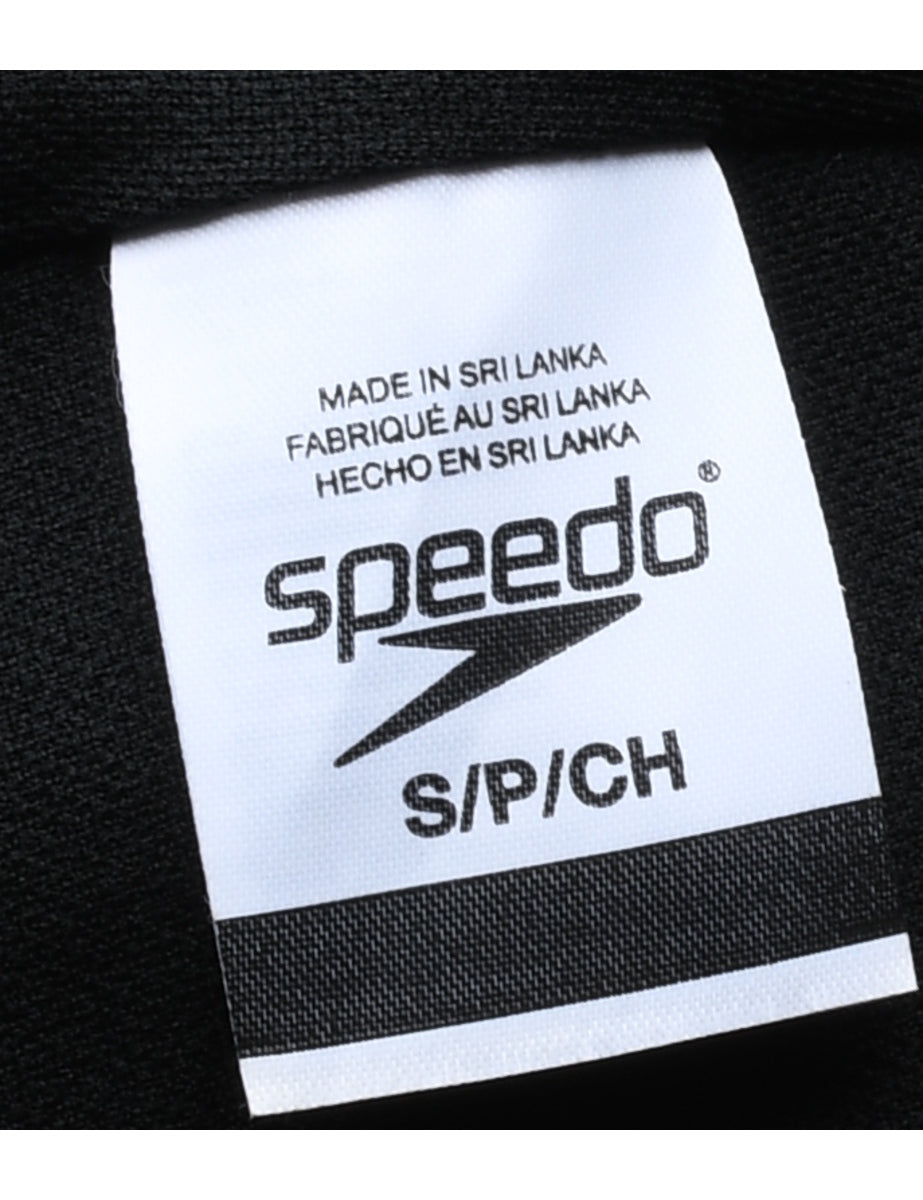 MADE IN SRI LANKA
FABRIQUÉ AU SRI LANKA
HECHO EN SRI LANKA
speedo®
S/P/CH